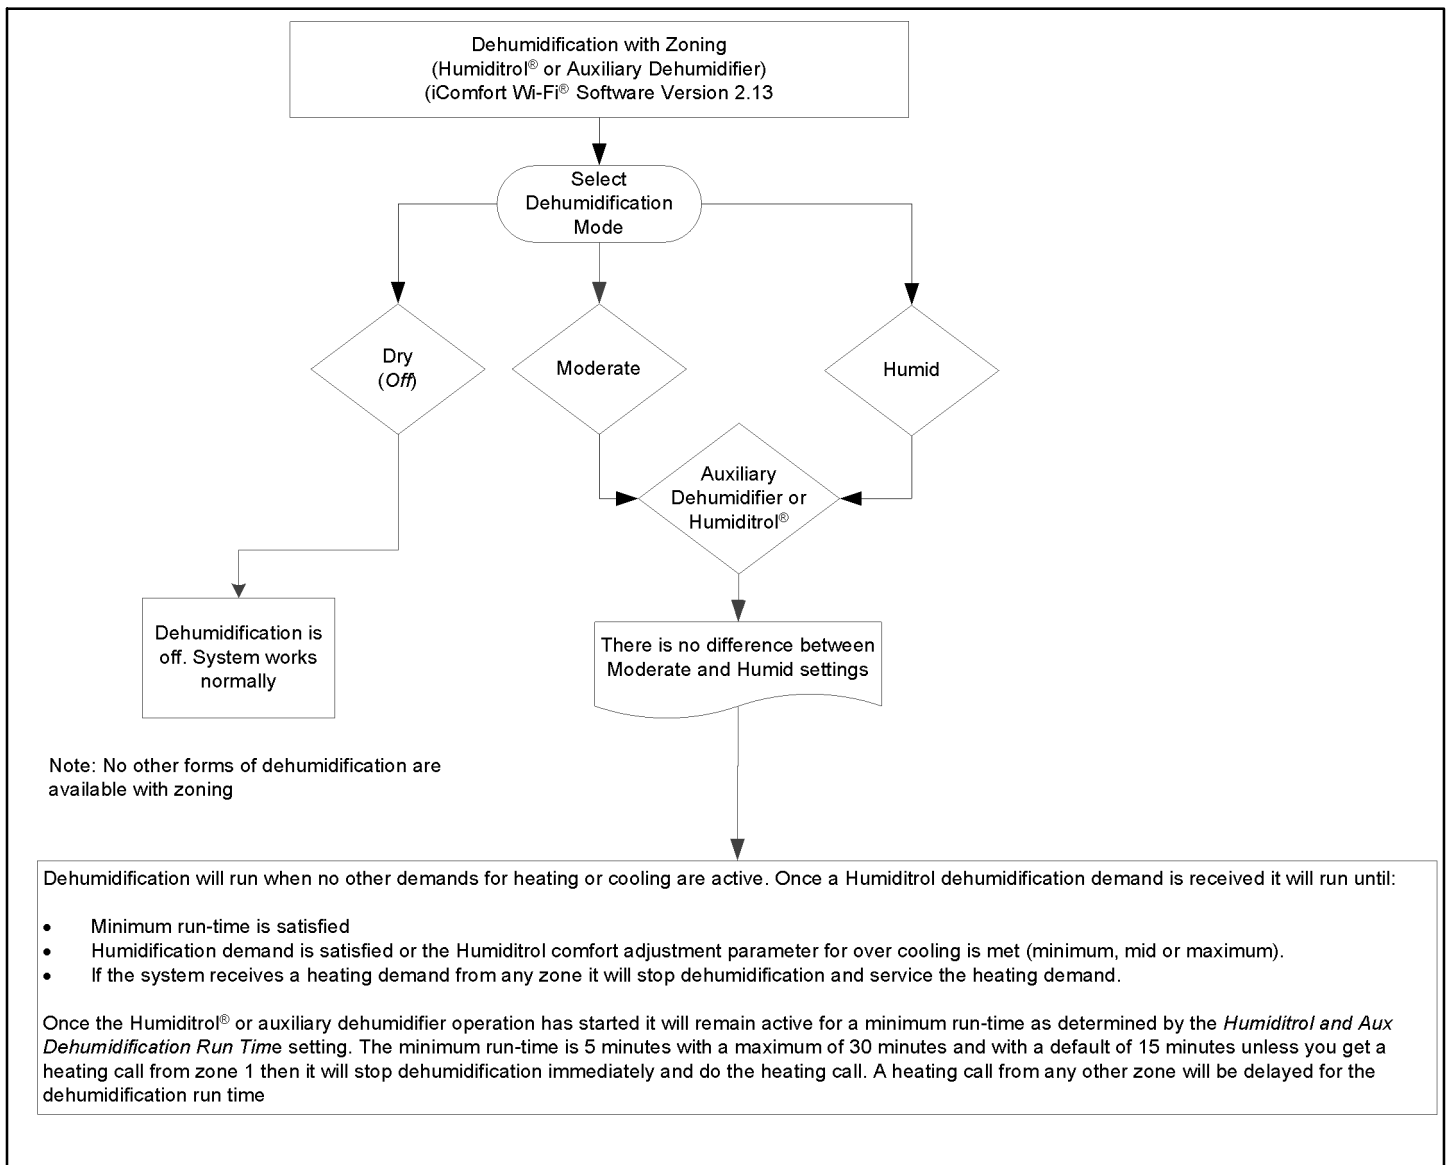 Dehumidification with Zoning
(Humiditrol® or Auxiliary Dehumidifier)
(iComfort Wi-Fi® Software Version 2.13
Select
Dehumidification
Mode
Dry
(Off)
Moderate
Humid
Auxiliary
Dehumidifier or
Humiditrol®
Dehumidification is
off. System works
normally
There is no difference between
Moderate and Humid settings
Note: No other forms of dehumidification are
available with zoning
Dehumidification will run when no other demands for heating or cooling are active. Once a Humiditrol dehumidification demand is received it will run until:
• Minimum run-time is satisfied
• Humidification demand is satisfied or the Humiditrol comfort adjustment parameter for over cooling is met (minimum, mid or maximum).
• If the system receives a heating demand from any zone it will stop dehumidification and service the heating demand.
Once the Humiditrol® or auxiliary dehumidifier operation has started it will remain active for a minimum run-time as determined by the Humiditrol and Aux
Dehumidification Run Time setting. The minimum run-time is 5 minutes with a maximum of 30 minutes and with a default of 15 minutes unless you get a
heating call from zone 1 then it will stop dehumidification immediately and do the heating call. A heating call from any other zone will be delayed for the
dehumidification run time